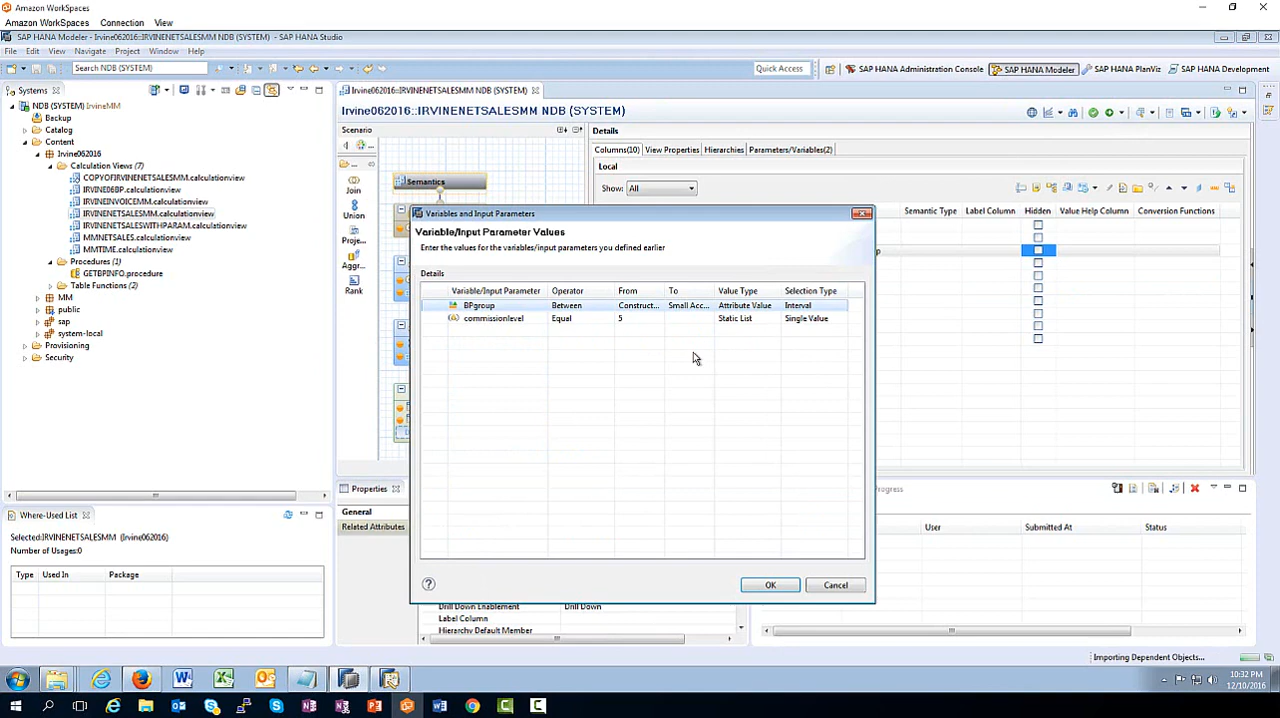 Amazon WorkSpaces
Amazon WorkSpaces Connection View
SAP HANA Modeler - Irvine062016::IRVINENETSALESMM NDB (SYSTEM) - SAP HANA Studio
File Edit View Navigate Project Window Help
Search NDB (SYSTEM)
Quick Access
SAP HANA Administration Console
SAP HANA Modeler
SAP HANA PlanViz
SAP HANA Development
Systems
NDB (SYSTEM) IrvineMM
Backup
Catalog
Content
Irvine062016
Calculation Views (7)
COPYOFIRVINENETSALESMM.calculationview
IRVINE06BP.calculationview
IRVINEINVOICEMM.calculationview
IRVINENETSALESMM.calculationview
IRVINENETSALESWITHPARAM.calculationview
MMNETSALES.calculationview
MMTIME.calculationview
Procedures (1)
GETBPINFO.procedure
Table Functions (2)
MM
public
sap
system-local
Provisioning
Security
Irvine062016::IRVINENETSALESMM NDB (SYSTEM)
Irvine062016::IRVINENETSALESMM NDB (SYSTEM)
Scenario
Details
Columns(10) View Properties Hierarchies Parameters/Variables(2)
Local
Show: All
Semantics
Join
Union
Proje...
Aggr...
Rank
Semantic Type Label Column Hidden Value Help Column Conversion Functions
Variables and Input Parameters
Variable/Input Parameter Values
Enter the values for the variables/input parameters you defined earlier
Details
Variable/Input Parameter Operator From To Value Type Selection Type
BPgroup Between Construct... Small Acc... Attribute Value Interval
commissionlevel Equal 5 Static List Single Value
OK Cancel
Where-Used List
Selected:IRVINENETSALESMM (Irvine062016)
Number of Usages:0
Type Used In Package
Properties
General
Related Attributes
Drill Down Enablement Drill Down
Label Column
Hierarchy Default Member
Progress
User Submitted At Status
Importing Dependent Objects...
10:32 PM
12/10/2016